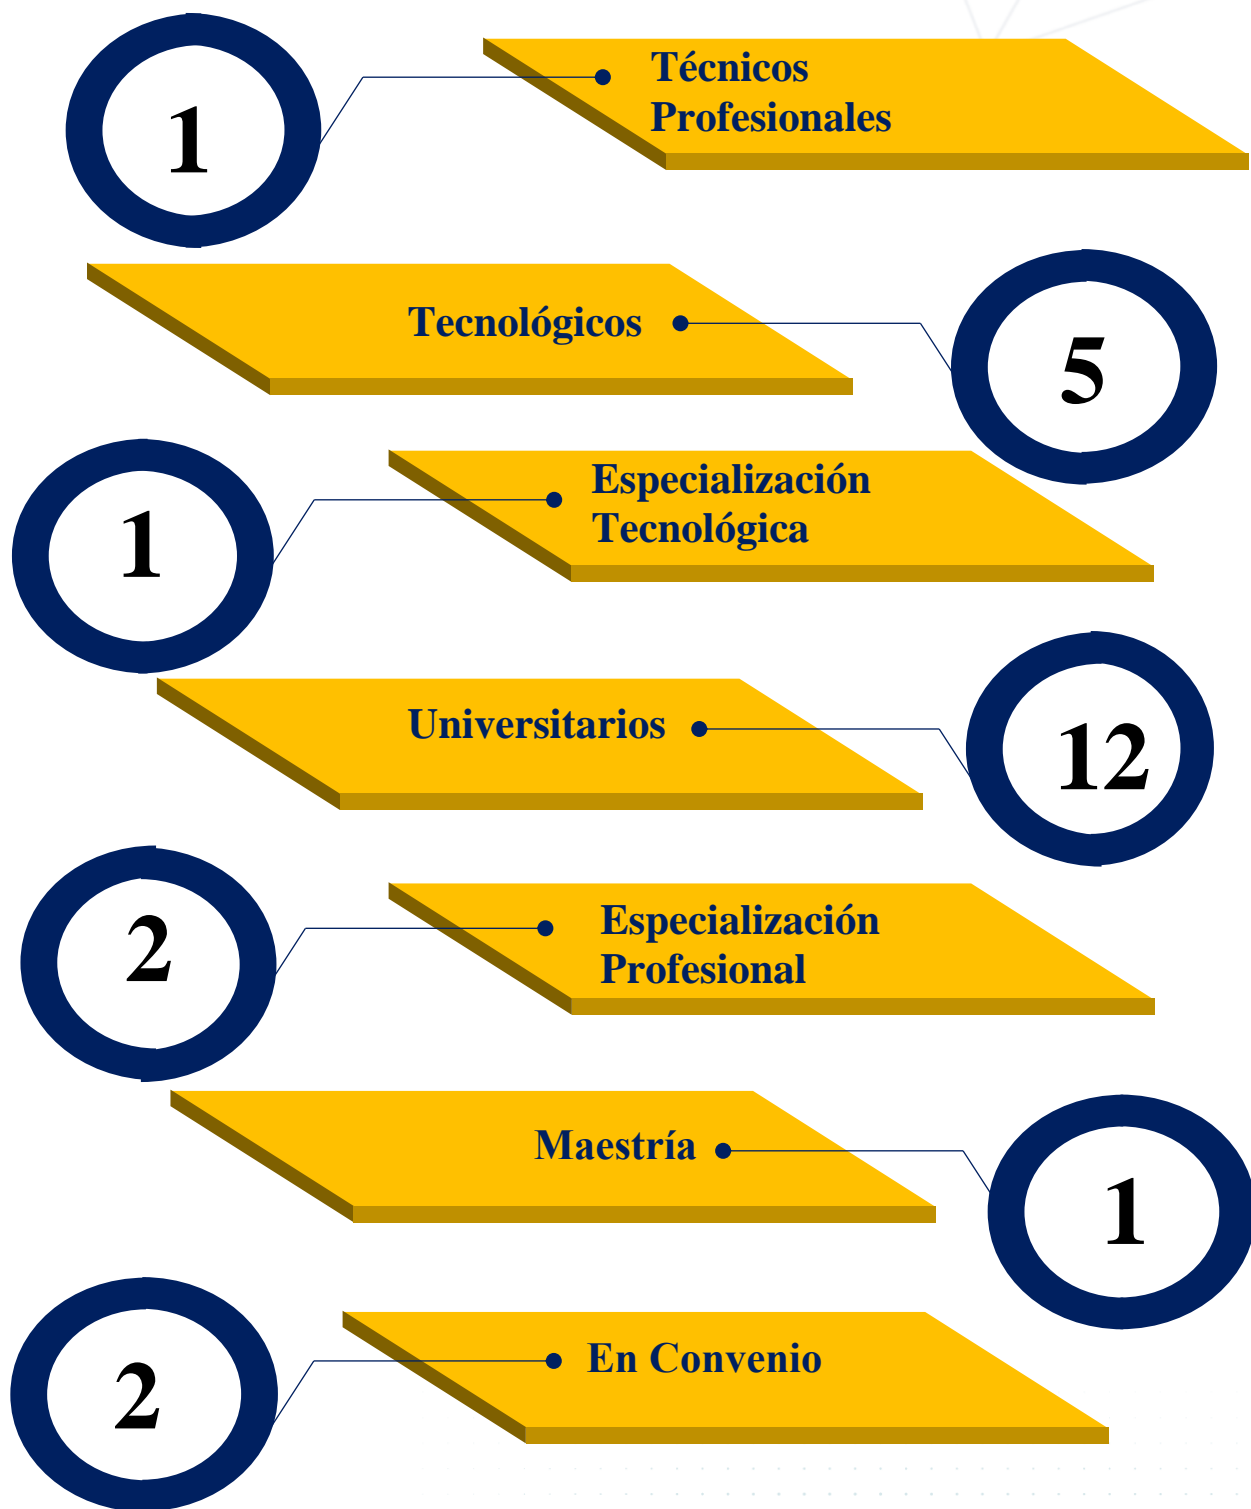 1
Técnicos
Profesionales
Tecnológicos
5
1
Especialización
Tecnológica
Universitarios
12
2
Especialización
Profesional
Maestría
1
2
En Convenio